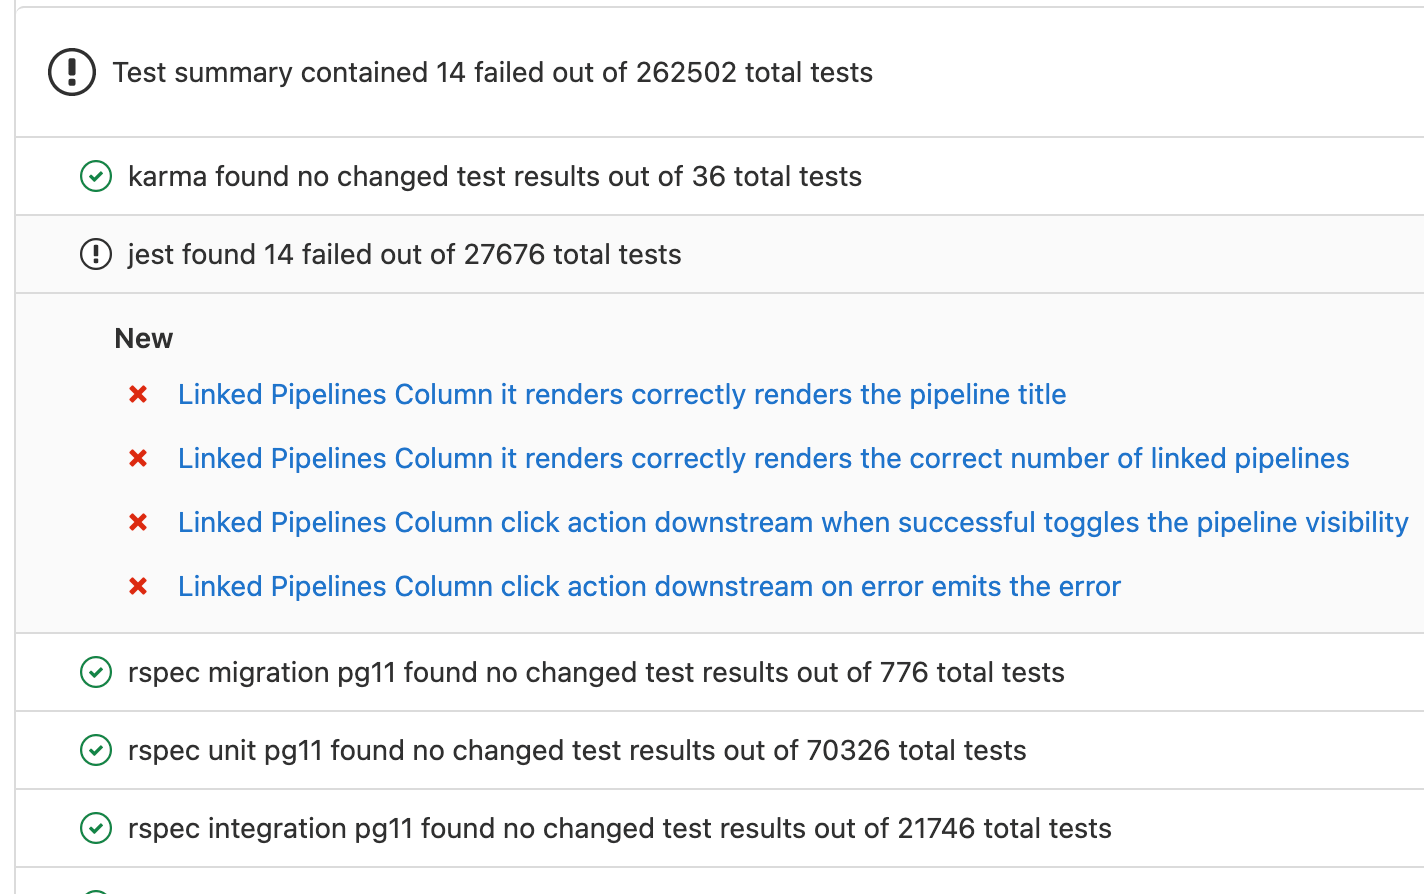 Test summary contained 14 failed out of 262502 total tests
karma found no changed test results out of 36 total tests
jest found 14 failed out of 27676 total tests
New
Linked Pipelines Column it renders correctly renders the pipeline title
Linked Pipelines Column it renders correctly renders the correct number of linked pipelines
Linked Pipelines Column click action downstream when successful toggles the pipeline visibility
Linked Pipelines Column click action downstream on error emits the error
rspec migration pg11 found no changed test results out of 776 total tests
rspec unit pg11 found no changed test results out of 70326 total tests
rspec integration pg11 found no changed test results out of 21746 total tests